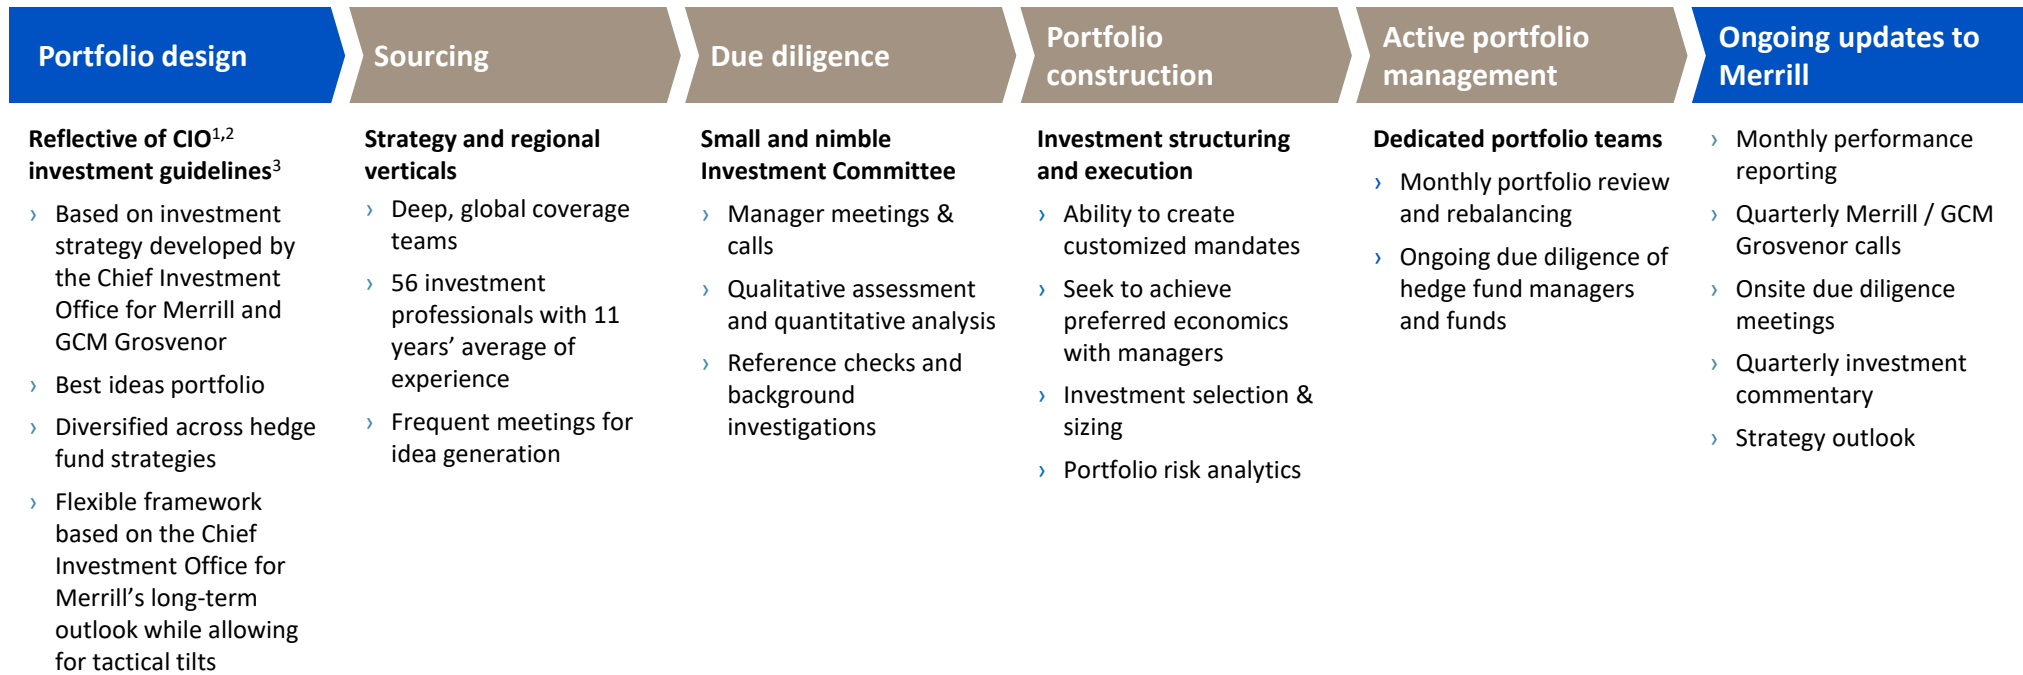 Portfolio design
Sourcing
Due diligence
Portfolio
construction
Active portfolio
management
Ongoing updates to
Merrill
Reflective of CIO1,2
investment guidelines3
› Based on investment
strategy developed by
the Chief Investment
Office for Merrill and
GCM Grosvenor
› Best ideas portfolio
› Diversified across hedge
fund strategies
› Flexible framework
based on the Chief
Investment Office for
Merrill’s long-term
outlook while allowing
for tactical tilts
Strategy and regional
verticals
› Deep, global coverage
teams
› 56 investment
professionals with 11
years’ average of
experience
› Frequent meetings for
idea generation
Small and nimble
Investment Committee
› Manager meetings &
calls
› Qualitative assessment
and quantitative analysis
› Reference checks and
background
investigations
Investment structuring
and execution
› Ability to create
customized mandates
› Seek to achieve
preferred economics
with managers
› Investment selection &
sizing
› Portfolio risk analytics
Dedicated portfolio teams
› Monthly portfolio review
and rebalancing
› Ongoing due diligence of
hedge fund managers
and funds
› Monthly performance
reporting
› Quarterly Merrill / GCM
Grosvenor calls
› Onsite due diligence
meetings
› Quarterly investment
commentary
› Strategy outlook